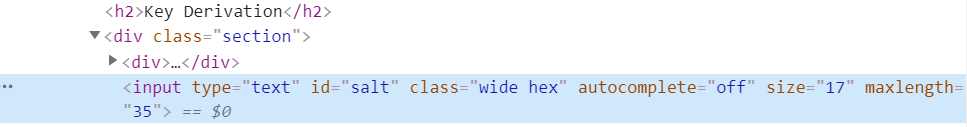 <h2>Key Derivation</h2>
▼<div class="section">
▶<div>…</div>
… <input type="text" id="salt" class="wide hex" autocomplete="off" size="17" maxlength=
"35"> == $0